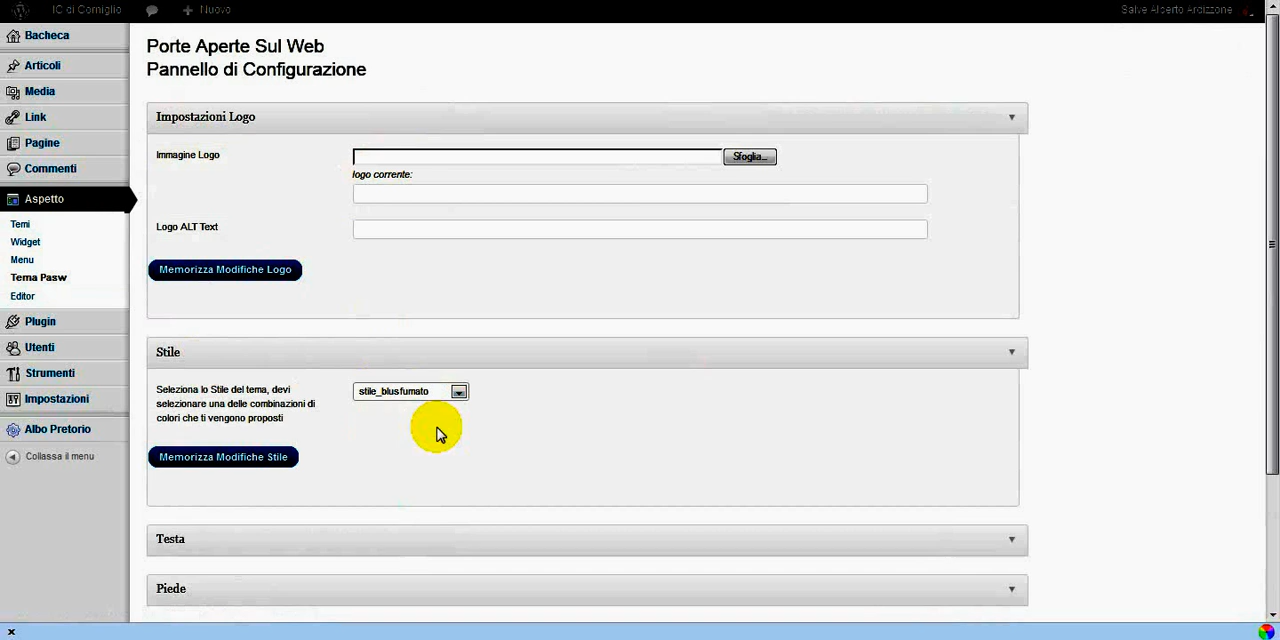 IC di Corniglio
Nuovo
Salve Alberto Ardizzone
Bacheca
Articoli
Media
Link
Pagine
Commenti
Aspetto
Temi
Widget
Menu
Tema Pasw
Editor
Plugin
Utenti
Strumenti
Impostazioni
Albo Pretorio
Collassa il menu
Porte Aperte Sul Web
Pannello di Configurazione
Impostazioni Logo
Immagine Logo
Sfoglia...
logo corrente:
Logo ALT Text
Memorizza Modifiche Logo
Stile
Seleziona lo Stile del tema, devi
selezionare una delle combinazioni di
colori che ti vengono proposti
stile_blusfumato
Memorizza Modifiche Stile
Testa
Piede